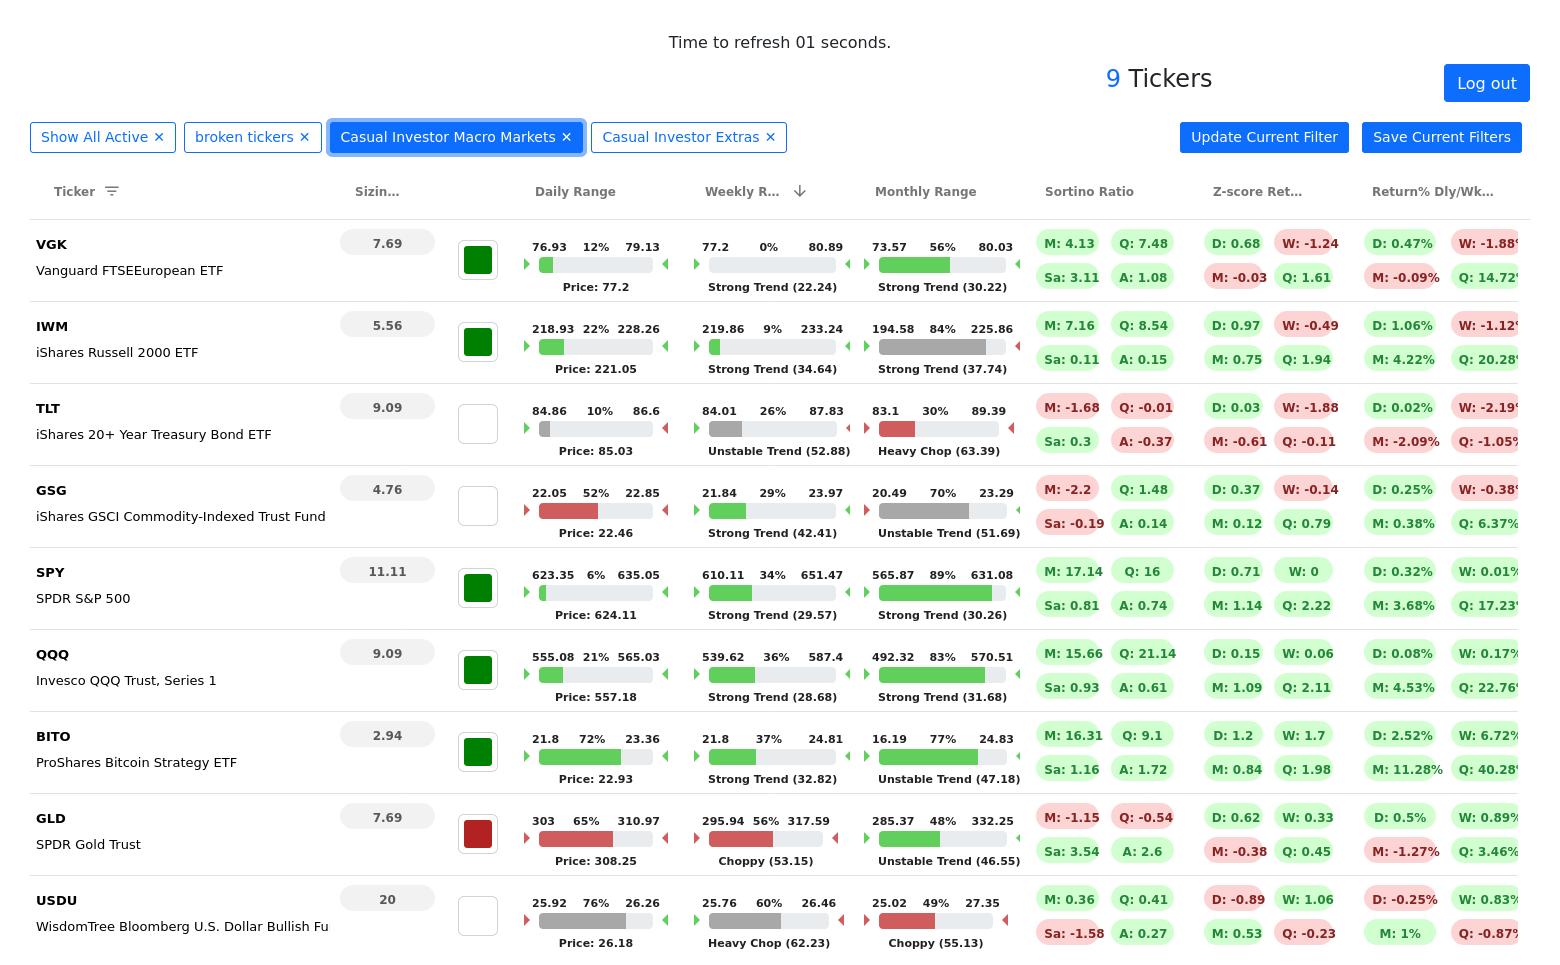 Time to refresh 01 seconds.
9 Tickers
Log out
Show All Active ✕ broken tickers ✕ Casual Investor Macro Markets ✕ Casual Investor Extras ✕ Update Current Filter Save Current Filters
Ticker Sizin... Daily Range Weekly R... Monthly Range Sortino Ratio Z-score Ret... Return% Dly/Wk...
VGK 7.69 M: 4.13 Q: 7.48 D: 0.68 W: -1.24 D: 0.47% W: -1.88%
76.93 12% 79.13 77.2 0% 80.89 73.57 56% 80.03
Vanguard FTSEEuropean ETF Sa: 3.11 A: 1.08 M: -0.03 Q: 1.61 M: -0.09% Q: 14.72%
Price: 77.2 Strong Trend (22.24) Strong Trend (30.22)
IWM 5.56 M: 7.16 Q: 8.54 D: 0.97 W: -0.49 D: 1.06% W: -1.12%
218.93 22% 228.26 219.86 9% 233.24 194.58 84% 225.86
iShares Russell 2000 ETF Sa: 0.11 A: 0.15 M: 0.75 Q: 1.94 M: 4.22% Q: 20.28%
Price: 221.05 Strong Trend (34.64) Strong Trend (37.74)
TLT 9.09 M: -1.68 Q: -0.01 D: 0.03 W: -1.88 D: 0.02% W: -2.19%
84.86 10% 86.6 84.01 26% 87.83 83.1 30% 89.39
iShares 20+ Year Treasury Bond ETF Sa: 0.3 A: -0.37 M: -0.61 Q: -0.11 M: -2.09% Q: -1.05%
Price: 85.03 Unstable Trend (52.88) Heavy Chop (63.39)
GSG 4.76 M: -2.2 Q: 1.48 D: 0.37 W: -0.14 D: 0.25% W: -0.38%
22.05 52% 22.85 21.84 29% 23.97 20.49 70% 23.29
iShares GSCI Commodity-Indexed Trust Fund Sa: -0.19 A: 0.14 M: 0.12 Q: 0.79 M: 0.38% Q: 6.37%
Price: 22.46 Strong Trend (42.41) Unstable Trend (51.69)
SPY 11.11 M: 17.14 Q: 16 D: 0.71 W: 0 D: 0.32% W: 0.01%
623.35 6% 635.05 610.11 34% 651.47 565.87 89% 631.08
SPDR S&P 500 Sa: 0.81 A: 0.74 M: 1.14 Q: 2.22 M: 3.68% Q: 17.23%
Price: 624.11 Strong Trend (29.57) Strong Trend (30.26)
QQQ 9.09 M: 15.66 Q: 21.14 D: 0.15 W: 0.06 D: 0.08% W: 0.17%
555.08 21% 565.03 539.62 36% 587.4 492.32 83% 570.51
Invesco QQQ Trust, Series 1 Sa: 0.93 A: 0.61 M: 1.09 Q: 2.11 M: 4.53% Q: 22.76%
Price: 557.18 Strong Trend (28.68) Strong Trend (31.68)
BITO 2.94 M: 16.31 Q: 9.1 D: 1.2 W: 1.7 D: 2.52% W: 6.72%
21.8 72% 23.36 21.8 37% 24.81 16.19 77% 24.83
ProShares Bitcoin Strategy ETF Sa: 1.16 A: 1.72 M: 0.84 Q: 1.98 M: 11.28% Q: 40.28%
Price: 22.93 Strong Trend (32.82) Unstable Trend (47.18)
GLD 7.69 M: -1.15 Q: -0.54 D: 0.62 W: 0.33 D: 0.5% W: 0.89%
303 65% 310.97 295.94 56% 317.59 285.37 48% 332.25
SPDR Gold Trust Sa: 3.54 A: 2.6 M: -0.38 Q: 0.45 M: -1.27% Q: 3.46%
Price: 308.25 Choppy (53.15) Unstable Trend (46.55)
USDU 20 M: 0.36 Q: 0.41 D: -0.89 W: 1.06 D: -0.25% W: 0.83%
25.92 76% 26.26 25.76 60% 26.46 25.02 49% 27.35
WisdomTree Bloomberg U.S. Dollar Bullish Fu Sa: -1.58 A: 0.27 M: 0.53 Q: -0.23 M: 1% Q: -0.87%
Price: 26.18 Heavy Chop (62.23) Choppy (55.13)